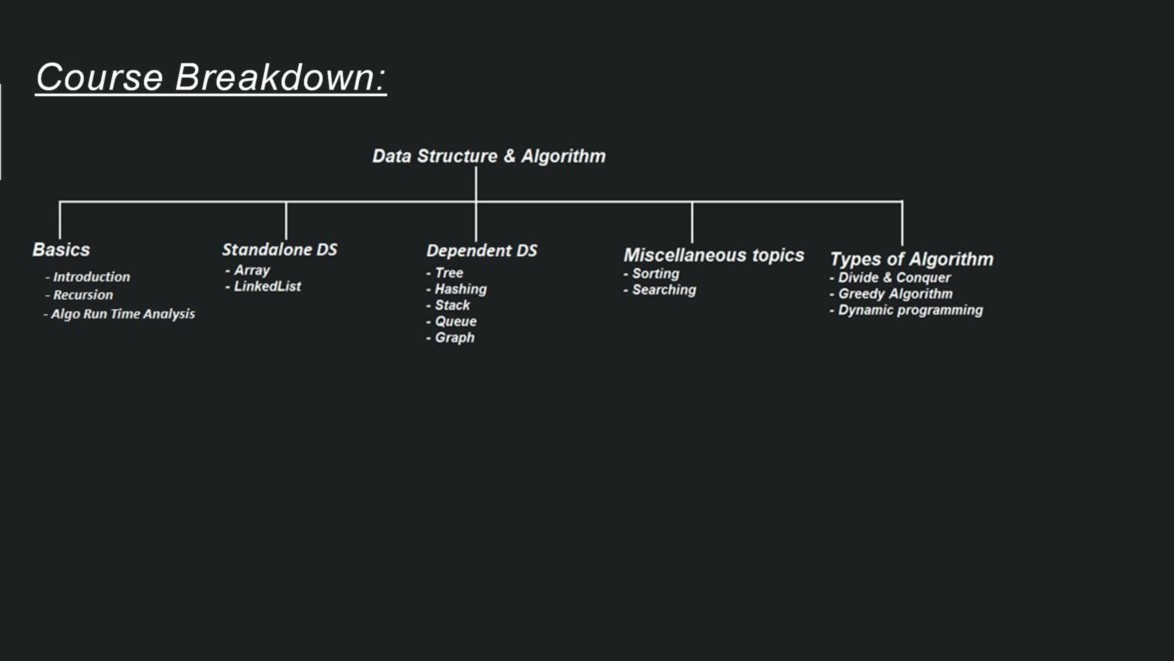 Course Breakdown:
Data Structure & Algorithm
Basics
- Introduction
- Recursion
- Algo Run Time Analysis
Standalone DS
- Array
- LinkedList
Dependent DS
- Tree
- Hashing
- Stack
- Queue
- Graph
Miscellaneous topics
- Sorting
- Searching
Types of Algorithm
- Divide & Conquer
- Greedy Algorithm
- Dynamic programming